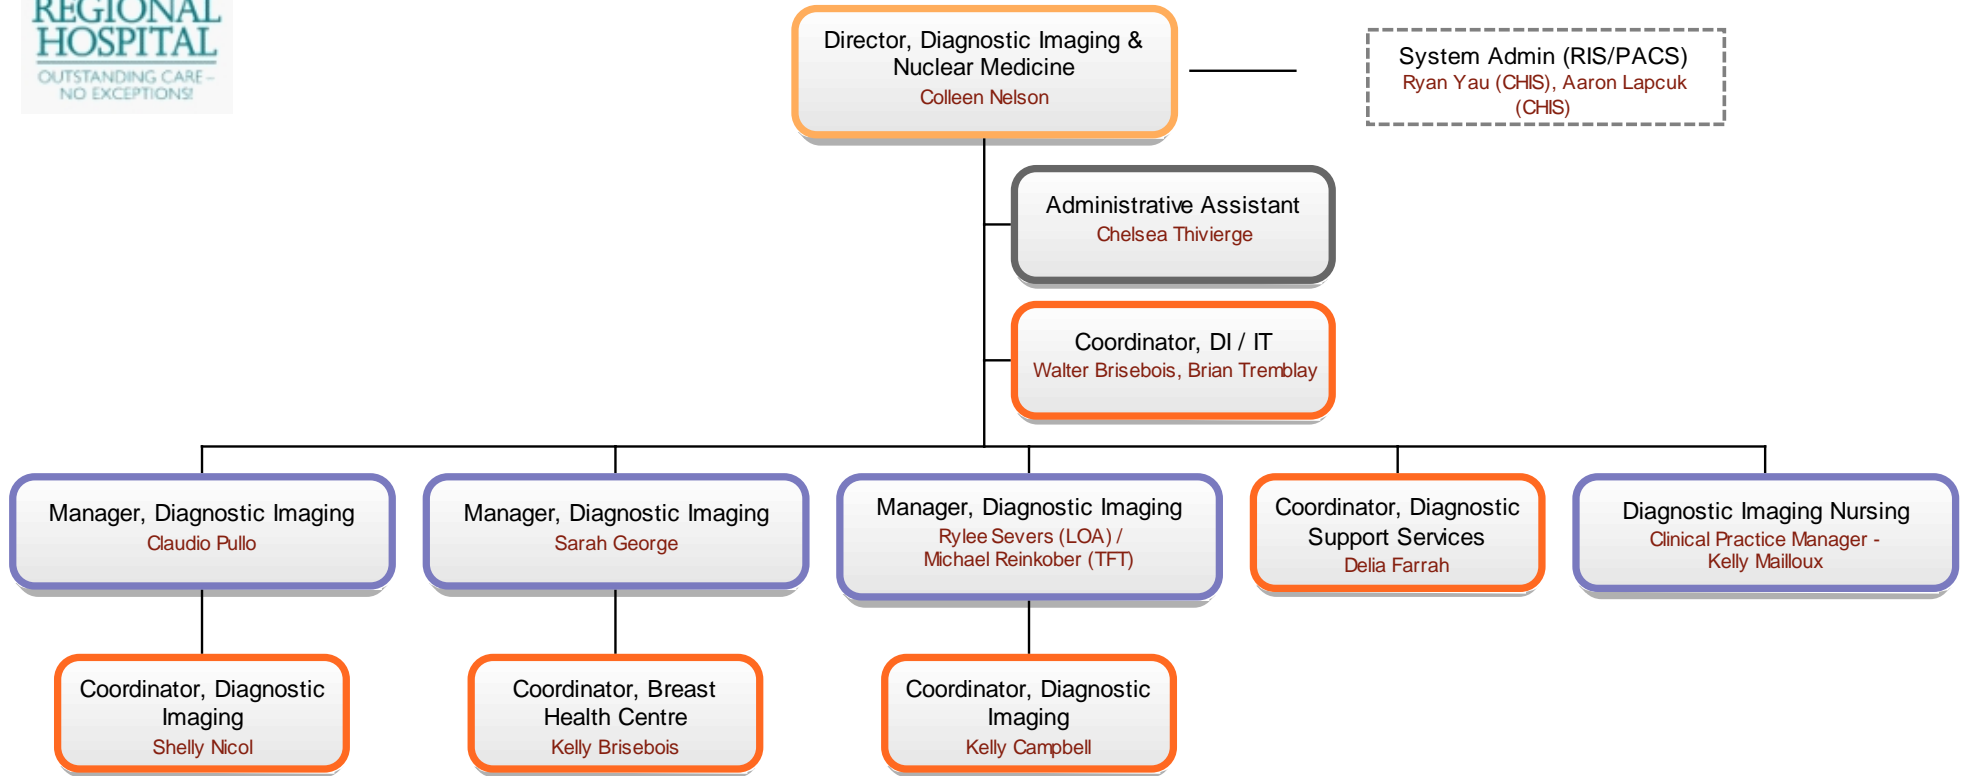 REGIONAL
HOSPITAL
OUTSTANDING CARE –
NO EXCEPTIONS!
Director, Diagnostic Imaging &
Nuclear Medicine
Colleen Nelson
System Admin (RIS/PACS)
Ryan Yau (CHIS), Aaron Lapcuk
(CHIS)
Administrative Assistant
Chelsea Thivierge
Coordinator, DI / IT
Walter Brisebois, Brian Tremblay
Manager, Diagnostic Imaging
Claudio Pullo
Manager, Diagnostic Imaging
Sarah George
Manager, Diagnostic Imaging
Rylee Severs (LOA) /
Michael Reinkober (TFT)
Coordinator, Diagnostic
Support Services
Delia Farrah
Diagnostic Imaging Nursing
Clinical Practice Manager -
Kelly Mailloux
Coordinator, Diagnostic
Imaging
Shelly Nicol
Coordinator, Breast
Health Centre
Kelly Brisebois
Coordinator, Diagnostic
Imaging
Kelly Campbell